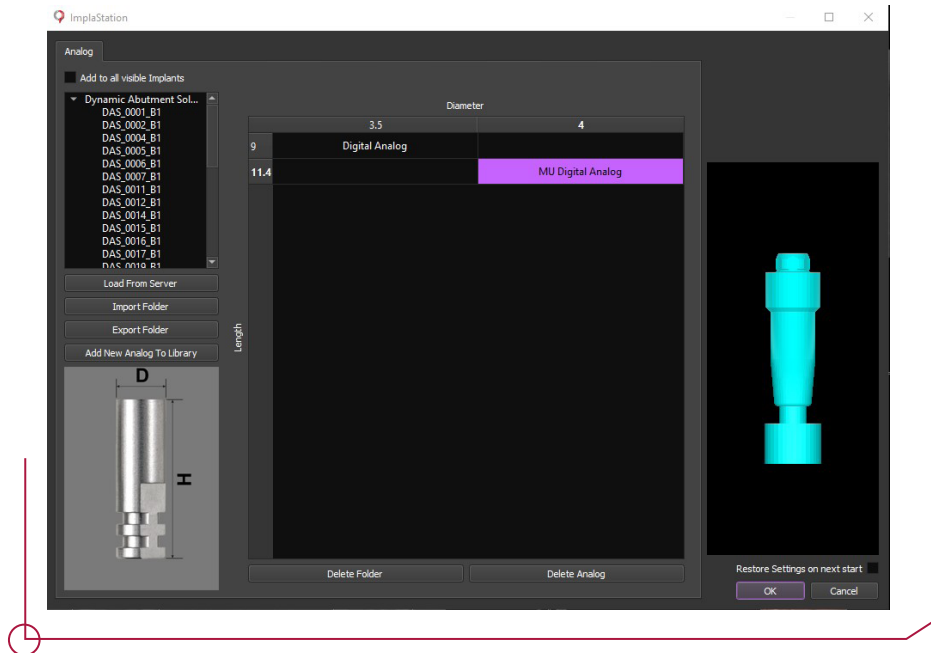 ImplaStation
Analog
Add to all visible Implants
Dynamic Abutment Sol...
DAS_0001_B1
DAS_0002_B1
DAS_0004_B1
DAS_0005_B1
DAS_0006_B1
DAS_0007_B1
DAS_0011_B1
DAS_0012_B1
DAS_0014_B1
DAS_0015_B1
DAS_0016_B1
DAS_0017_B1
DAS_0019_B1
Load From Server
Import Folder
Export Folder
Add New Analog To Library
D
H
Diameter
3.5 4
Length
9 Digital Analog
11.4 MU Digital Analog
Delete Folder Delete Analog
Restore Settings on next start
OK Cancel